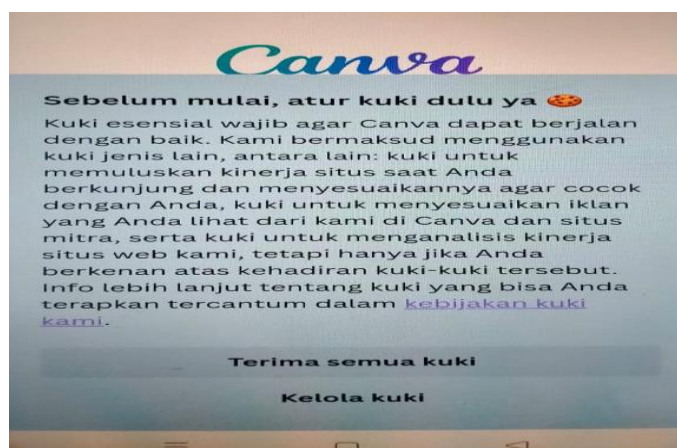 Canva
Sebelum mulai, atur kuki dulu ya 🍪
Kuki esensial wajib agar Canva dapat berjalan
dengan baik. Kami bermaksud menggunakan
kuki jenis lain, antara lain: kuki untuk
memuluskan kinerja situs saat Anda
berkunjung dan menyesuaikannya agar cocok
dengan Anda, kuki untuk menyesuaikan iklan
yang Anda lihat dari kami di Canva dan situs
mitra, serta kuki untuk menganalisis kinerja
situs web kami, tetapi hanya jika Anda
berkenan atas kehadiran kuki-kuki tersebut.
Info lebih lanjut tentang kuki yang bisa Anda
terapkan tercantum dalam kebijakan kuki
kami.
Terima semua kuki
Kelola kuki